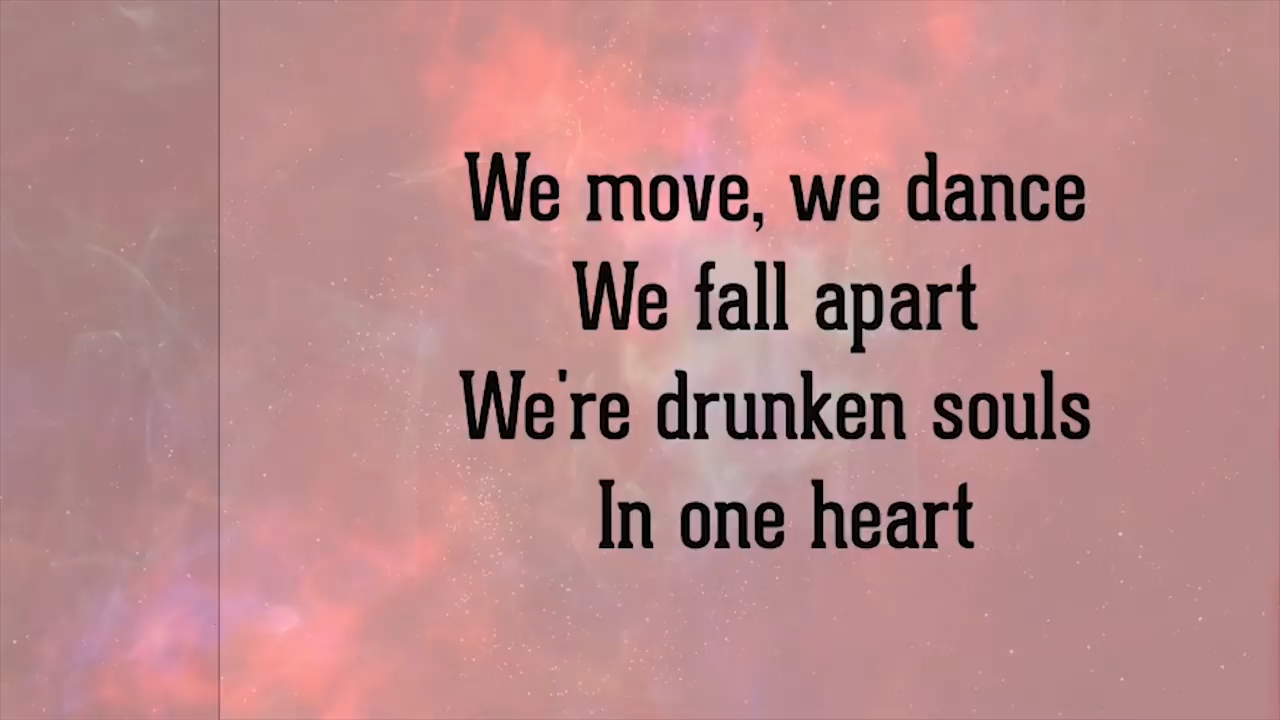 We move, we dance
We fall apart
We're drunken souls
In one heart